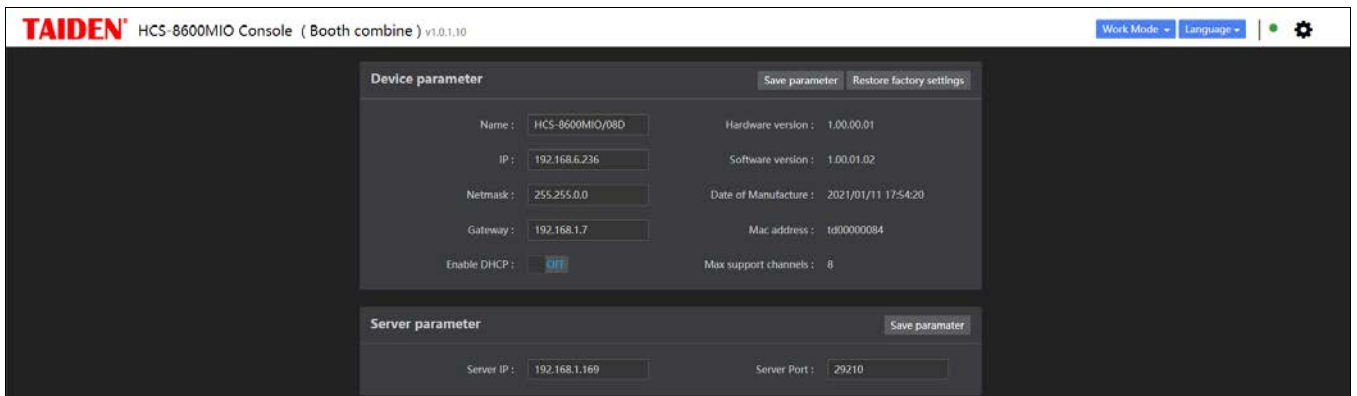 TAIDEN® HCS-8600MIO Console ( Booth combine ) v1.0.1.10 Work Mode Language
Device parameter Save parameter Restore factory settings
Name : HCS-8600MIO/08D Hardware version : 1.00.00.01
IP : 192.168.6.236 Software version : 1.00.01.02
Netmask : 255.255.0.0 Date of Manufacture : 2021/01/11 17:54:20
Gateway : 192.168.1.7 Mac address : td00000084
Enable DHCP : OFF Max support channels : 8
Server parameter Save paramater
Server IP : 192.168.1.169 Server Port : 29210